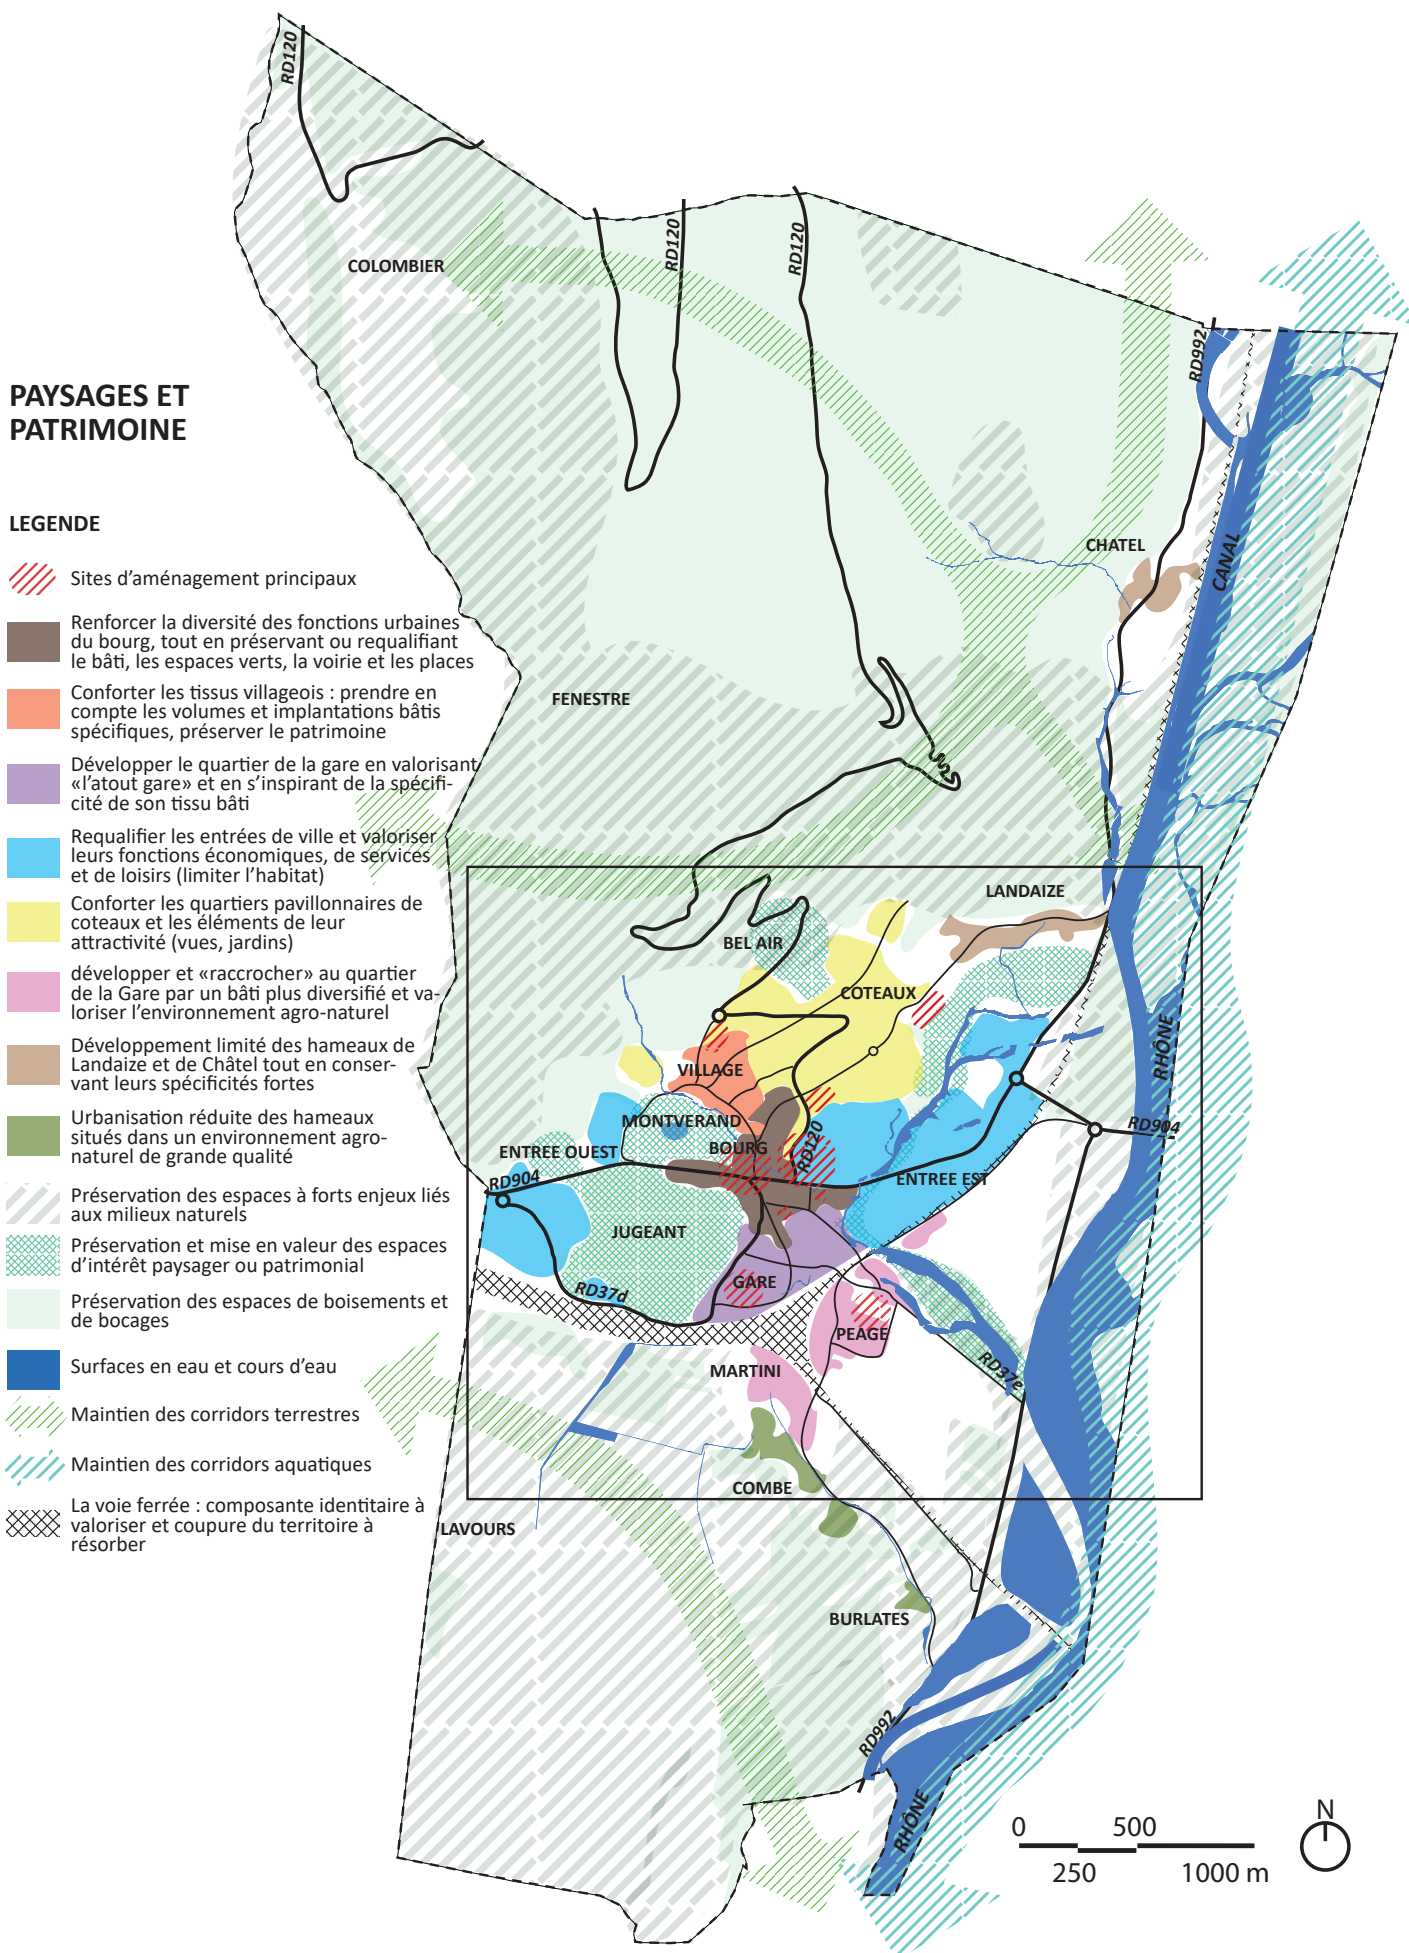 PAYSAGES ET
PATRIMOINE
LEGENDE
Sites d’aménagement principaux
Renforcer la diversité des fonctions urbaines
du bourg, tout en préservant ou requalifiant
le bâti, les espaces verts, la voirie et les places
Conforter les tissus villageois : prendre en
compte les volumes et implantations bâtis
spécifiques, préserver le patrimoine
Développer le quartier de la gare en valorisant
«l’atout gare» et en s’inspirant de la spécifi-
cité de son tissu bâti
Requalifier les entrées de ville et valoriser
leurs fonctions économiques, de services
et de loisirs (limiter l’habitat)
Conforter les quartiers pavillonnaires de
coteaux et les éléments de leur
attractivité (vues, jardins)
développer et «raccrocher» au quartier
de la Gare par un bâti plus diversifié et va-
loriser l’environnement agro-naturel
Développement limité des hameaux de
Landaize et de Châtel tout en conser-
vant leurs spécificités fortes
Urbanisation réduite des hameaux
situés dans un environnement agro-
naturel de grande qualité
Préservation des espaces à forts enjeux liés
aux milieux naturels
Préservation et mise en valeur des espaces
d’intérêt paysager ou patrimonial
Préservation des espaces de boisements et
de bocages
Surfaces en eau et cours d’eau
Maintien des corridors terrestres
Maintien des corridors aquatiques
La voie ferrée : composante identitaire à
valoriser et coupure du territoire à
résorber
RD120
COLOMBIER
RD120
RD120
RD992
CHATEL
CANAL
FENESTRE
LANDAIZE
BEL AIR
COTEAUX
RHÔNE
VILLAGE
MONTVERAND
BOURG
RD120
RD904
ENTREE OUEST
RD904
ENTREE EST
JUGEANT
GARE
RD37d
PEAGE
RD37e
MARTINI
COMBE
LAVOURS
BURLATES
RD992
RHÔNE
0
500
250
1000 m
N